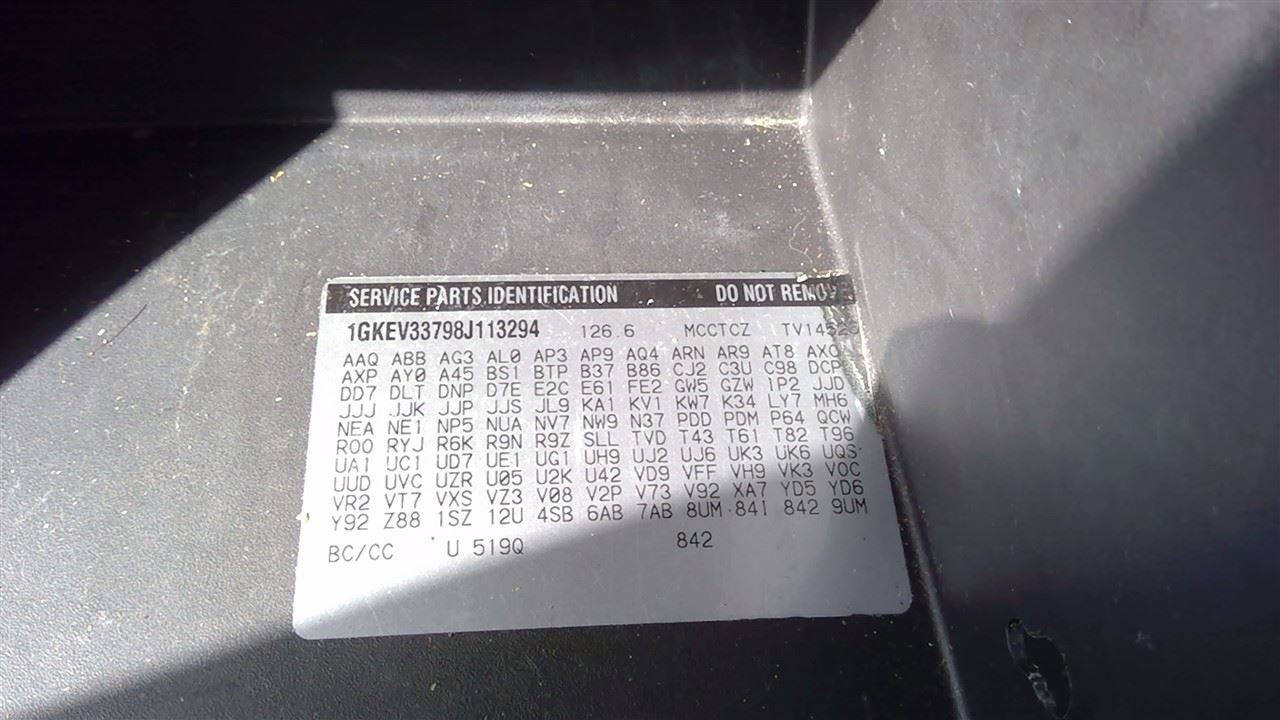 SERVICE PARTS IDENTIFICATION DO NOT REMOVE
1GKEV33798J113294 126.6 MCCTCZ
AAQ ABB AG3 AL0 AP3 AP9 AQ4 ARN AR9 AT8
AXP AY0 A45 BS1 BTP B37 B86 CJ2 C3U C98 DCP
DD7 DLT DNP D7E E2C E61 FE2 GW5 GZW IP2 JJD
JJJ JJK JJP JJS JL9 KA1 KV1 KW7 K34 LY7 MH6
NEA NE1 NP5 NUA NV7 NW9 N37 PDD PDM P64 QCW
ROO RYJ R6K R9N R9Z SLL TVD T43 T61 T82 T96
UA1 UC1 UD7 UE1 UG1 UH9 UJ2 UJ6 UK3 UK6 UQS
UUD UVC UZR U05 U2K U42 VD9 VFF VH9 VK3 VOC
VR2 VT7 VXS VZ3 V08 V2P V73 V92 XA7 YD5 YD6
Y92 Z88 1SZ 12U 4SB 6AB 7AB 8UM 84I 842 9UM
BC/CC U 519Q 842